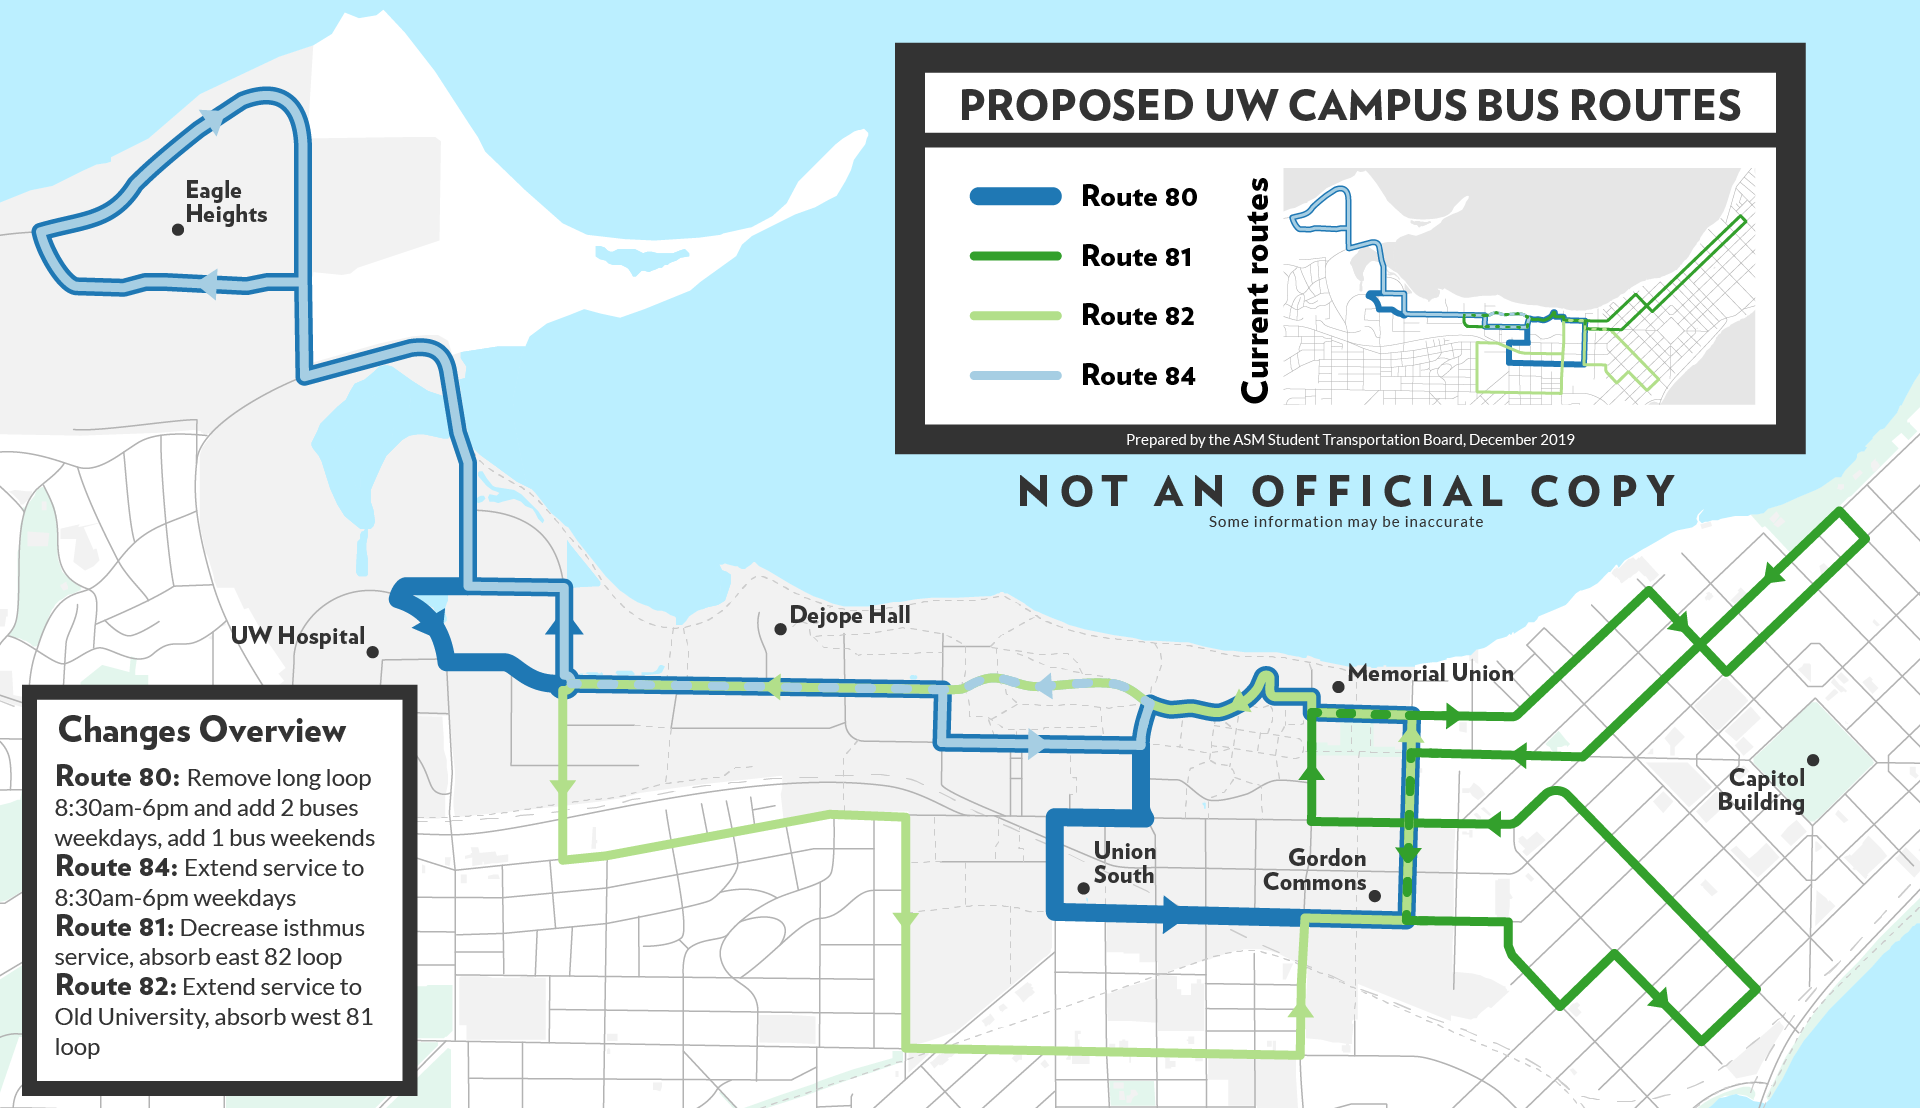 PROPOSED UW CAMPUS BUS ROUTES
Route 80
Route 81
Route 82
Route 84
Current routes
Prepared by the ASM Student Transportation Board, December 2019
NOT AN OFFICIAL COPY
Some information may be inaccurate
Eagle
Heights
UW Hospital
Dejope Hall
Memorial Union
Capitol
Building
Union
South
Gordon
Commons
Changes Overview
Route 80: Remove long loop
8:30am-6pm and add 2 buses
weekdays, add 1 bus weekends
Route 84: Extend service to
8:30am-6pm weekdays
Route 81: Decrease isthmus
service, absorb east 82 loop
Route 82: Extend service to
Old University, absorb west 81
loop